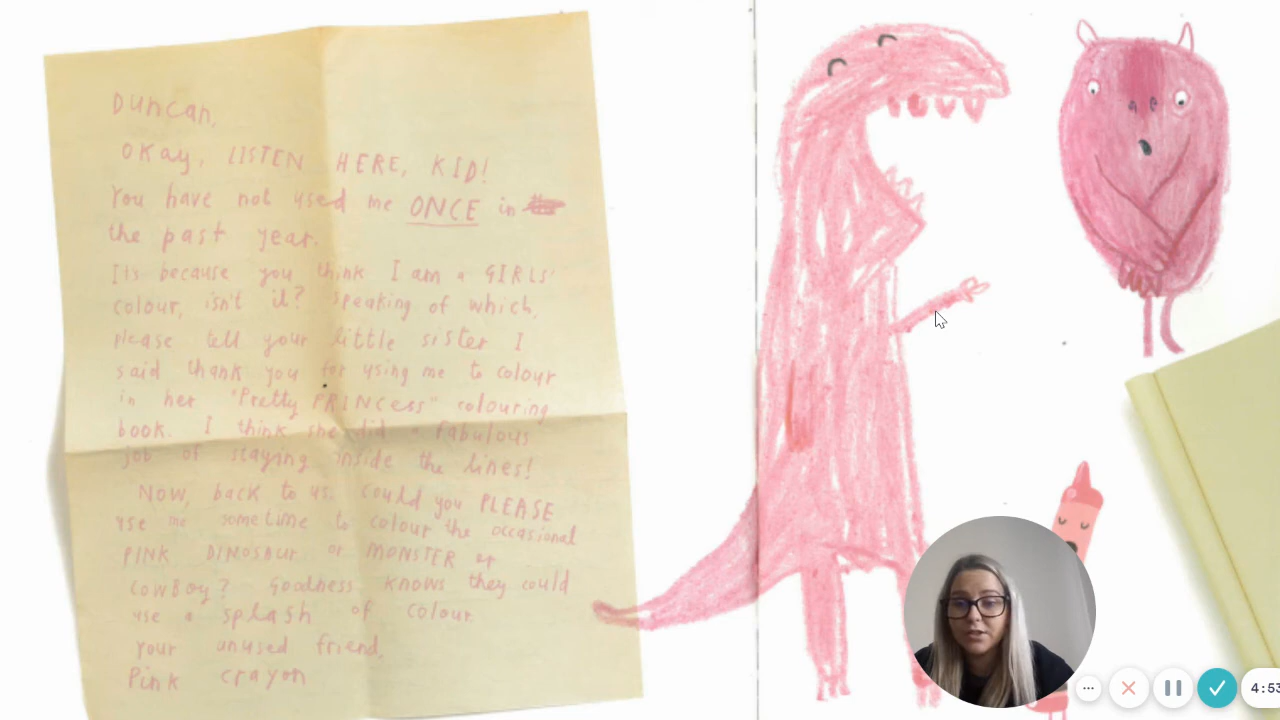 Duncan,
Okay, LISTEN HERE, KID!
You have not used me ONCE in
the past year.
Its because you think I am a GIRLS'
colour, isn't it? Speaking of which,
please tell your little sister I
said thank you for using me to colour
in her "Pretty PRINCess" colouring
book. I think she did a fabulous
job of staying inside the lines!
Now, back to us. Could you PLEASE
use me sometime to colour the occasional
PINK DINOSAUR or MONSTER or
COWBOY? Goodness knows they could
use a splash of colour.
Your unused friend,
Pink crayon
4:53